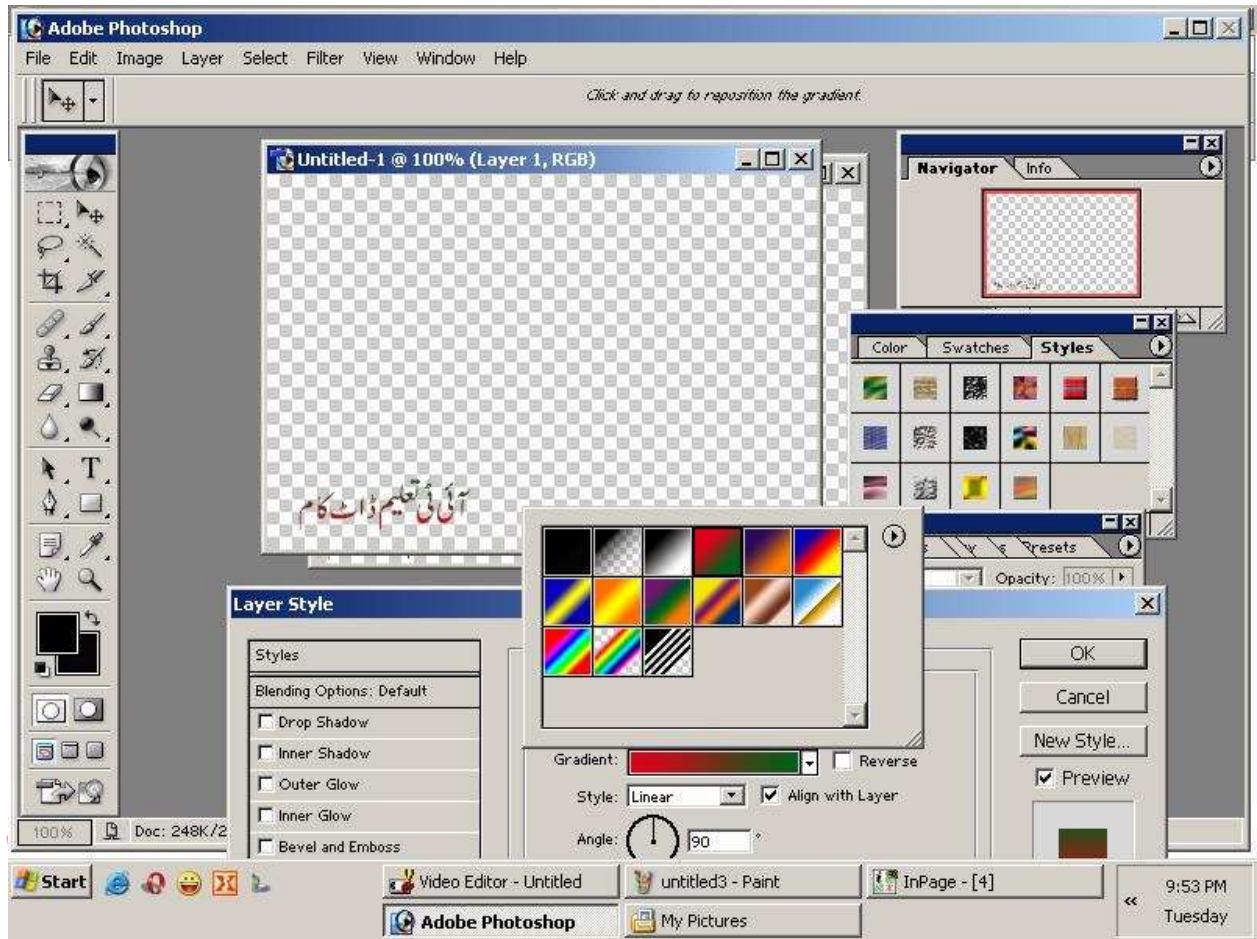 Adobe Photoshop
File Edit Image Layer Select Filter View Window Help
Click and drag to reposition the gradient.
Untitled-1 @ 100% (Layer 1, RGB)
Navigator Info
Color Swatches Styles
آئی ٹی تعلیم ڈاٹ کام
Presets
Opacity: 100%
Layer Style
Styles
Blending Options: Default
Drop Shadow
Inner Shadow
Outer Glow
Inner Glow
Bevel and Emboss
Gradient: Reverse
Style: Linear Align with Layer
Angle: 90 °
OK
Cancel
New Style...
Preview
100% Doc: 248K/2
Start Video Editor - Untitled untitled3 - Paint InPage - [4] « 9:53 PM
Adobe Photoshop My Pictures Tuesday